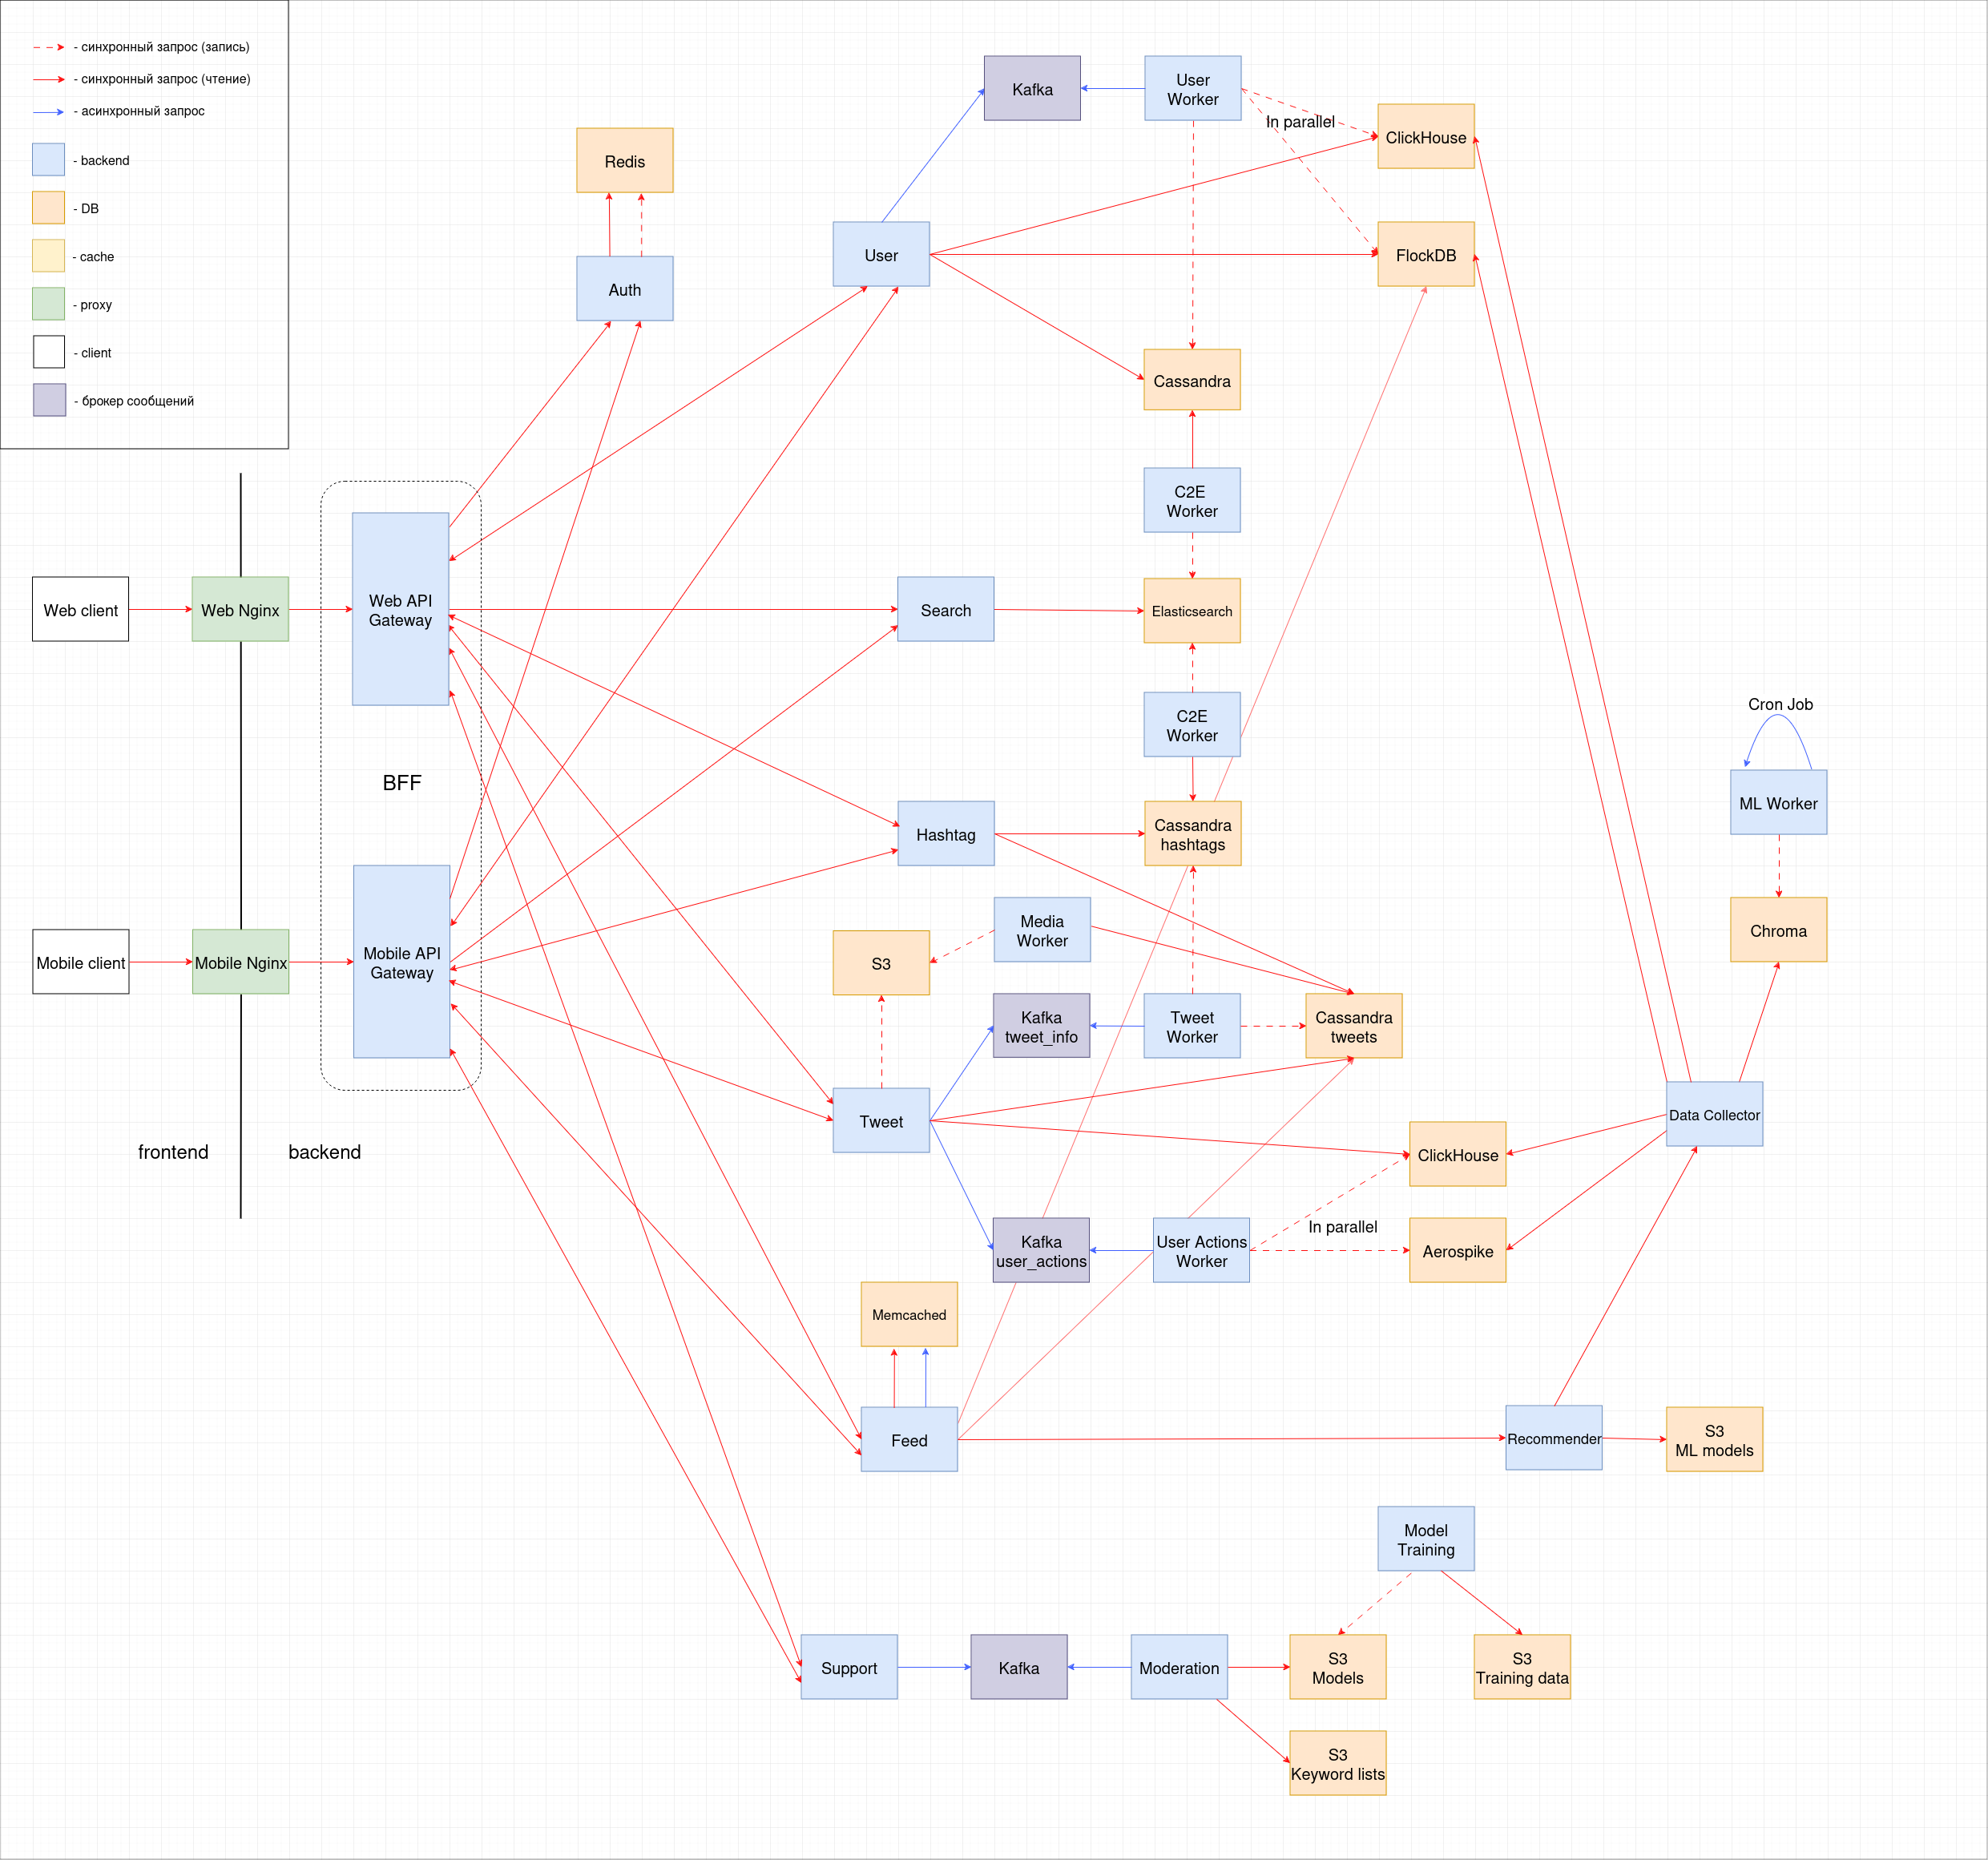 - синхронный запрос (запись)
- синхронный запрос (чтение)
- асинхронный запрос
- backend
- DB
- cache
- proxy
- client
- брокер сообщений
Kafka
User
Worker
In parallel
ClickHouse
Redis
User
FlockDB
Auth
Cassandra
C2E
Worker
Web client
Web Nginx
Web API
Gateway
Search
Elasticsearch
C2E
Worker
Cron Job
BFF
ML Worker
Hashtag
Cassandra
hashtags
Mobile client
Mobile Nginx
Mobile API
Gateway
S3
Media
Worker
Chroma
Kafka
tweet_info
Tweet
Worker
Cassandra
tweets
Tweet
Data Collector
frontend
backend
ClickHouse
In parallel
Kafka
user_actions
User Actions
Worker
Aerospike
Memcached
Feed
Recommender
S3
ML models
Model
Training
Support
Kafka
Moderation
S3
Models
S3
Training data
S3
Keyword lists